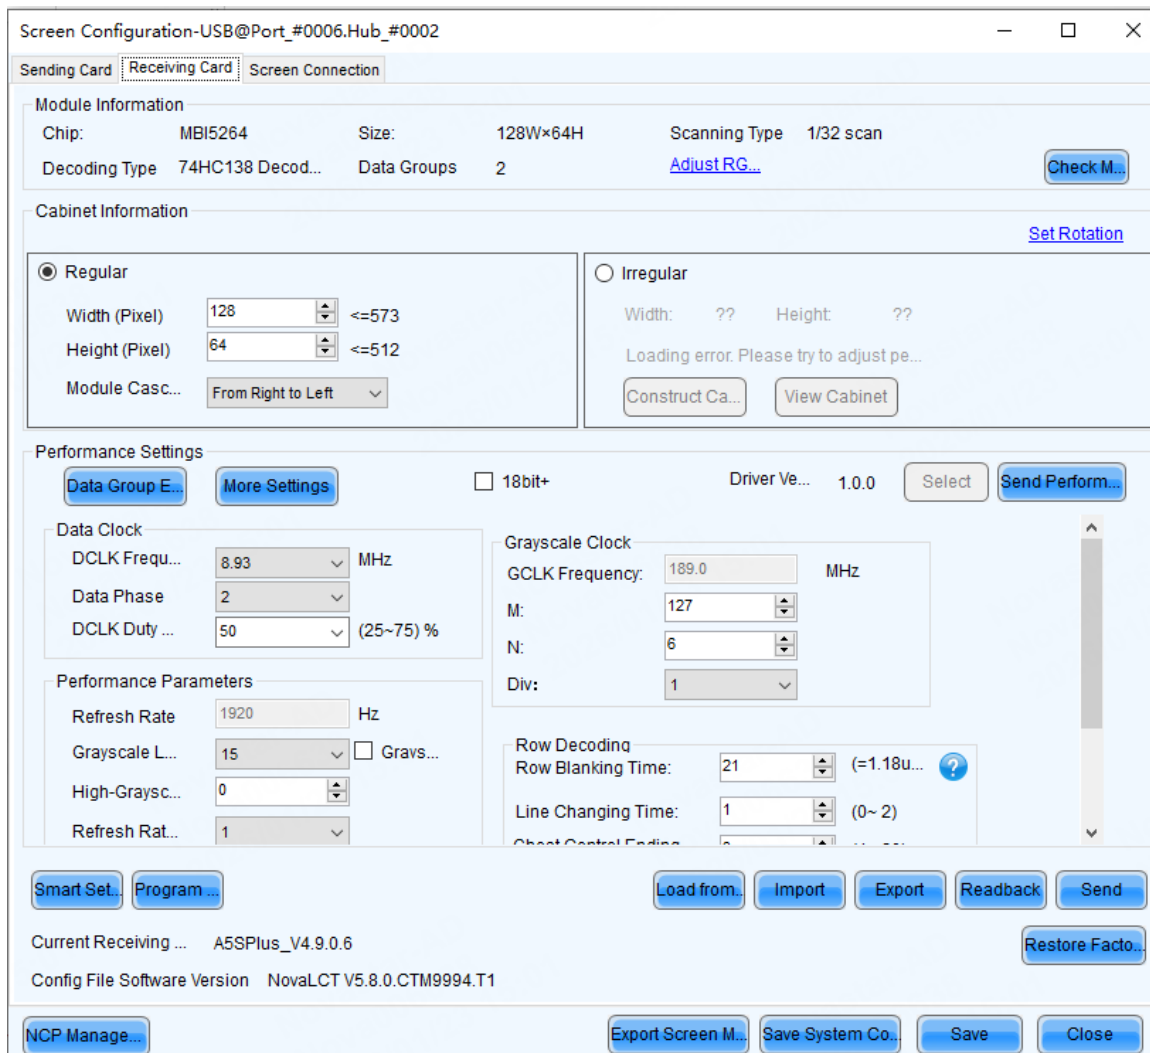 Screen Configuration-USB@Port_#0006.Hub_#0002
Sending Card Receiving Card Screen Connection
Module Information
Chip: MBI5264 Size: 128W×64H Scanning Type 1/32 scan
Decoding Type 74HC138 Decod... Data Groups 2 Adjust RG... Check M...
Cabinet Information
Set Rotation
Regular
Width (Pixel) 128 <=573
Height (Pixel) 64 <=512
Module Casc... From Right to Left
Irregular
Width: ?? Height: ??
Loading error. Please try to adjust pe...
Construct Ca... View Cabinet
Performance Settings
Data Group E... More Settings 18bit+ Driver Ve... 1.0.0 Select Send Perform...
Data Clock
DCLK Frequ... 8.93 MHz
Data Phase 2
DCLK Duty ... 50 (25~75) %
Grayscale Clock
GCLK Frequency: 189.0 MHz
M: 127
N: 6
Div: 1
Performance Parameters
Refresh Rate 1920 Hz
Grayscale L... 15 Grays...
High-Graysc... 0
Refresh Rat... 1
Row Decoding
Row Blanking Time: 21 (=1.18u...
Line Changing Time: 1 (0~ 2)
Ghost Control Ending
Smart Set... Program ... Load from.. Import Export Readback Send
Current Receiving ... A5SPlus_V4.9.0.6 Restore Facto...
Config File Software Version NovaLCT V5.8.0.CTM9994.T1
NCP Manage... Export Screen M... Save System Co... Save Close